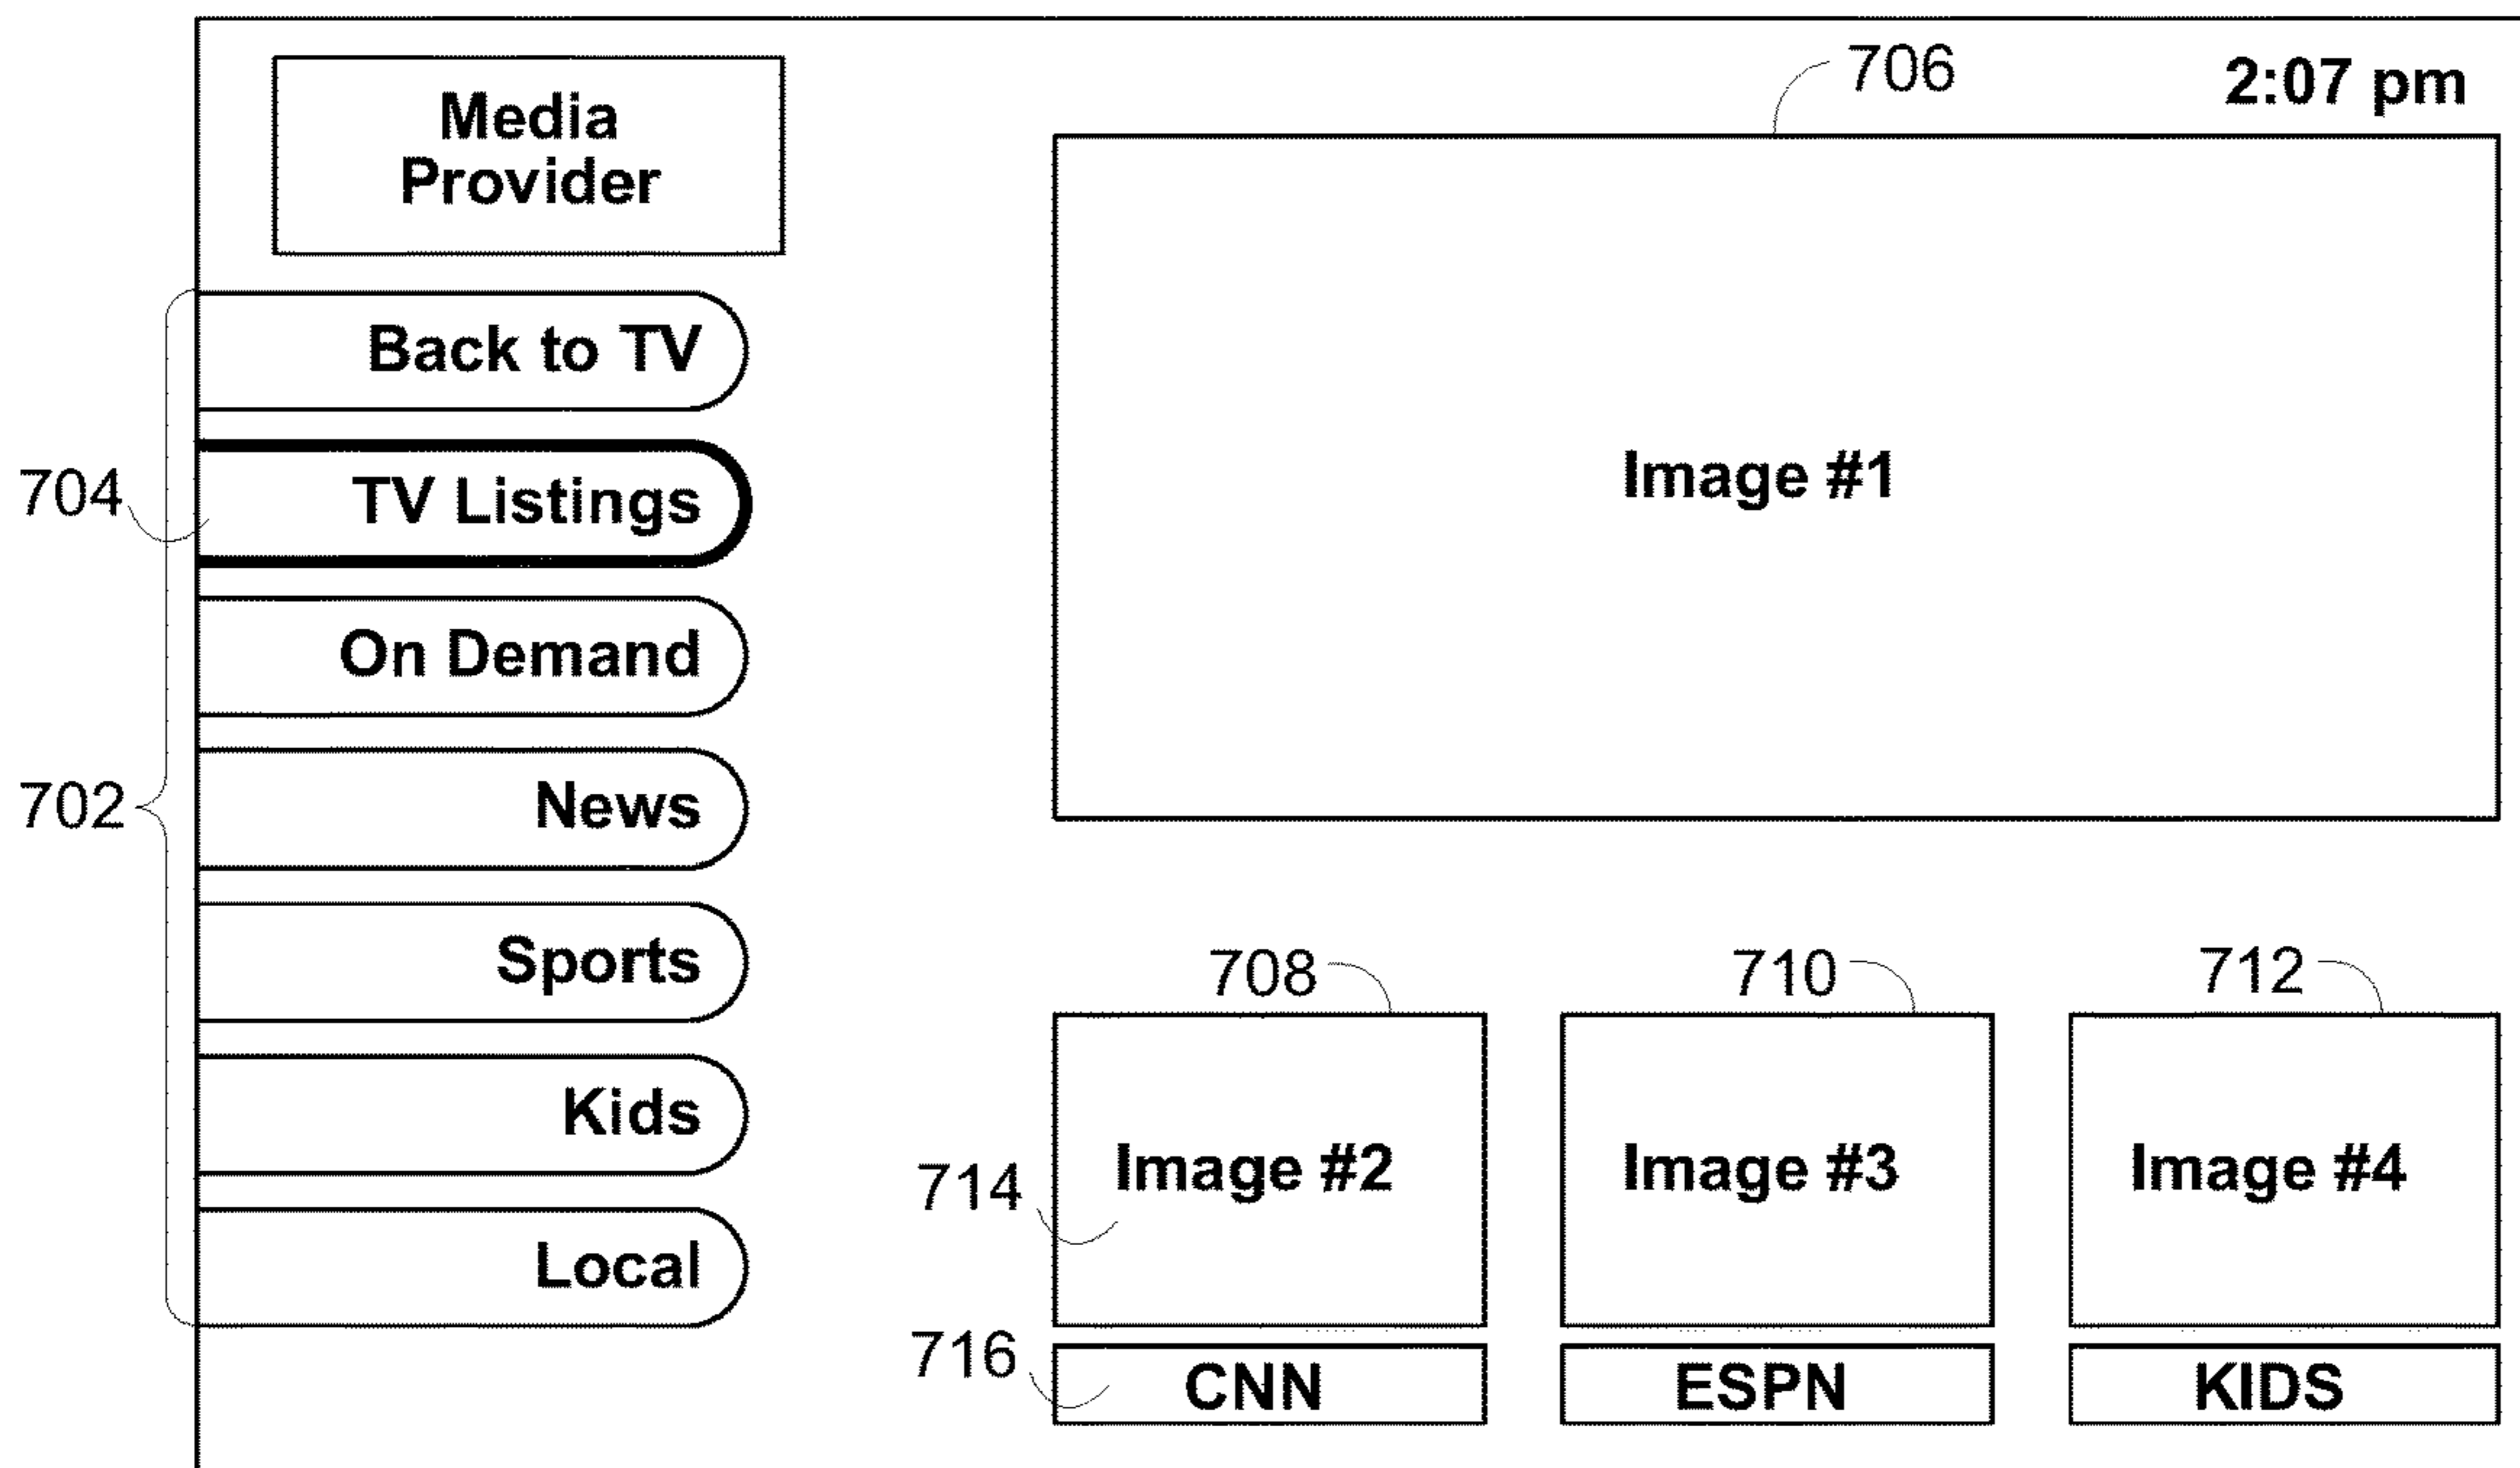 706
2:07 pm
Media
Provider
Back to TV
704
TV Listings
Image #1
On Demand
702
News
Sports
708
710
712
Kids
Image #2
Image #3
Image #4
714
Local
716
CNN
ESPN
KIDS